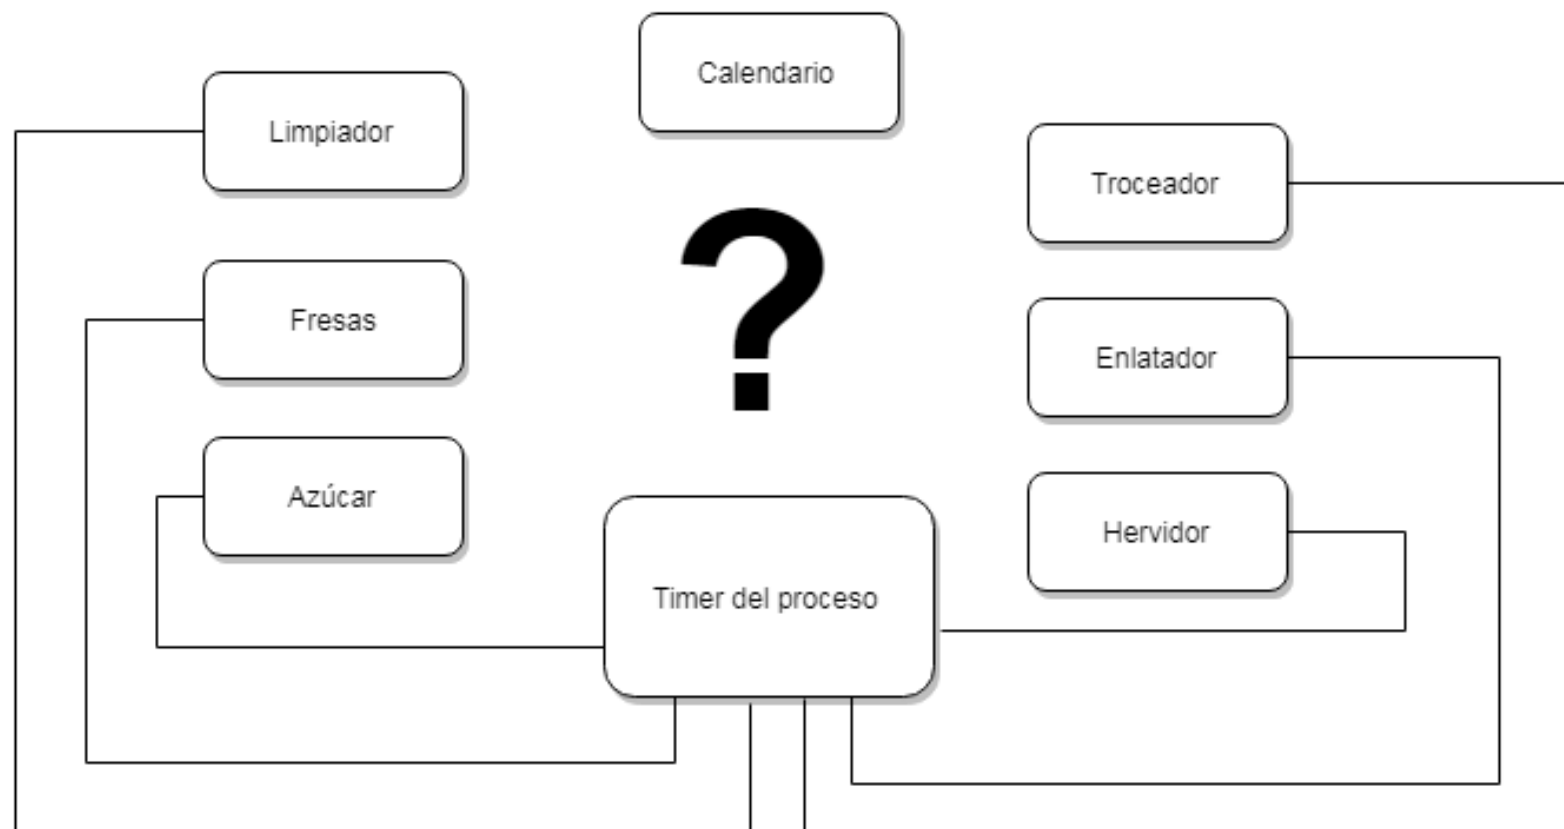 Calendario
Limpiador
Troceador
Fresas
?
Enlatador
Azúcar
Hervidor
Timer del proceso